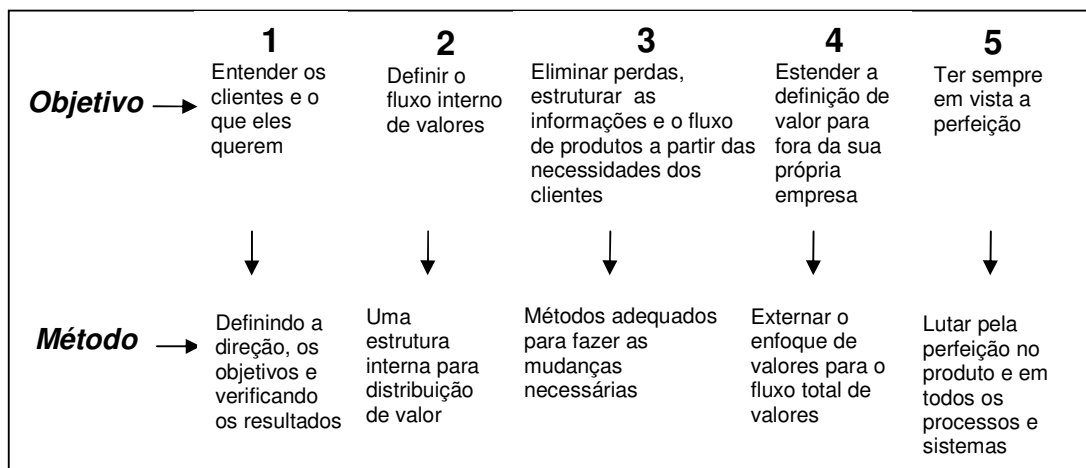 1
Entender os
clientes e o
que eles
querem
2
Definir o
fluxo interno
de valores
3
Eliminar perdas,
estruturar as
informações e o fluxo
de produtos a partir das
necessidades dos
clientes
4
Estender a
definição de
valor para
fora da sua
própria
empresa
5
Ter sempre
em vista a
perfeição
Objetivo
Método
Definindo a
direção, os
objetivos e
verificando
os resultados
Uma
estrutura
interna para
distribuição
de valor
Métodos adequados
para fazer as
mudanças
necessárias
Externar o
enfoque de
valores para o
fluxo total de
valores
Lutar pela
perfeição no
produto e em
todos os
processos e
sistemas